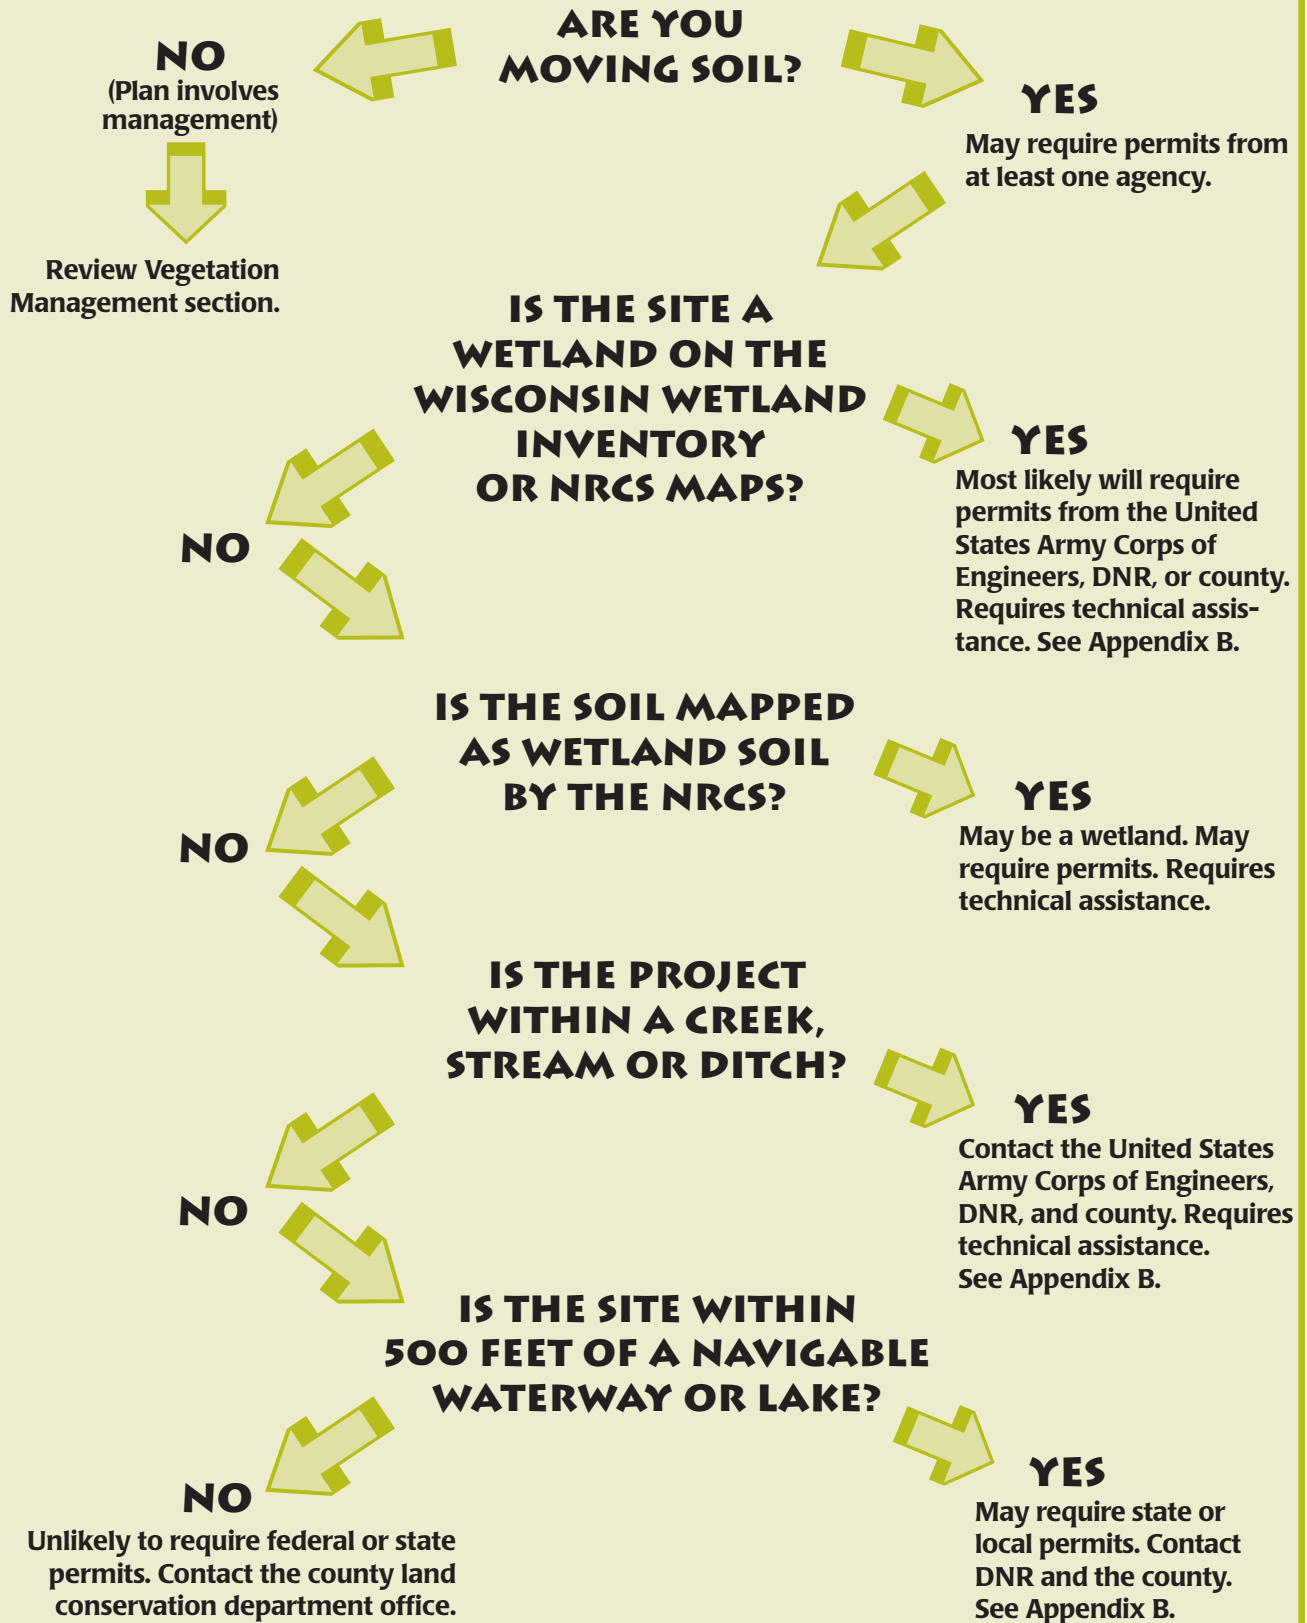 ARE YOU
MOVING SOIL?
NO
(Plan involves
management)
Review Vegetation
Management section.
YES
May require permits from
at least one agency.
IS THE SITE A
WETLAND ON THE
WISCONSIN WETLAND
INVENTORY
OR NRCS MAPS?
YES
Most likely will require
permits from the United
States Army Corps of
Engineers, DNR, or county.
Requires technical assis-
tance. See Appendix B.
NO
IS THE SOIL MAPPED
AS WETLAND SOIL
BY THE NRCS?
YES
May be a wetland. May
require permits. Requires
technical assistance.
NO
IS THE PROJECT
WITHIN A CREEK,
STREAM OR DITCH?
YES
Contact the United States
Army Corps of Engineers,
DNR, and county. Requires
technical assistance.
See Appendix B.
NO
IS THE SITE WITHIN
500 FEET OF A NAVIGABLE
WATERWAY OR LAKE?
YES
May require state or
local permits. Contact
DNR and the county.
See Appendix B.
NO
Unlikely to require federal or state
permits. Contact the county land
conservation department office.